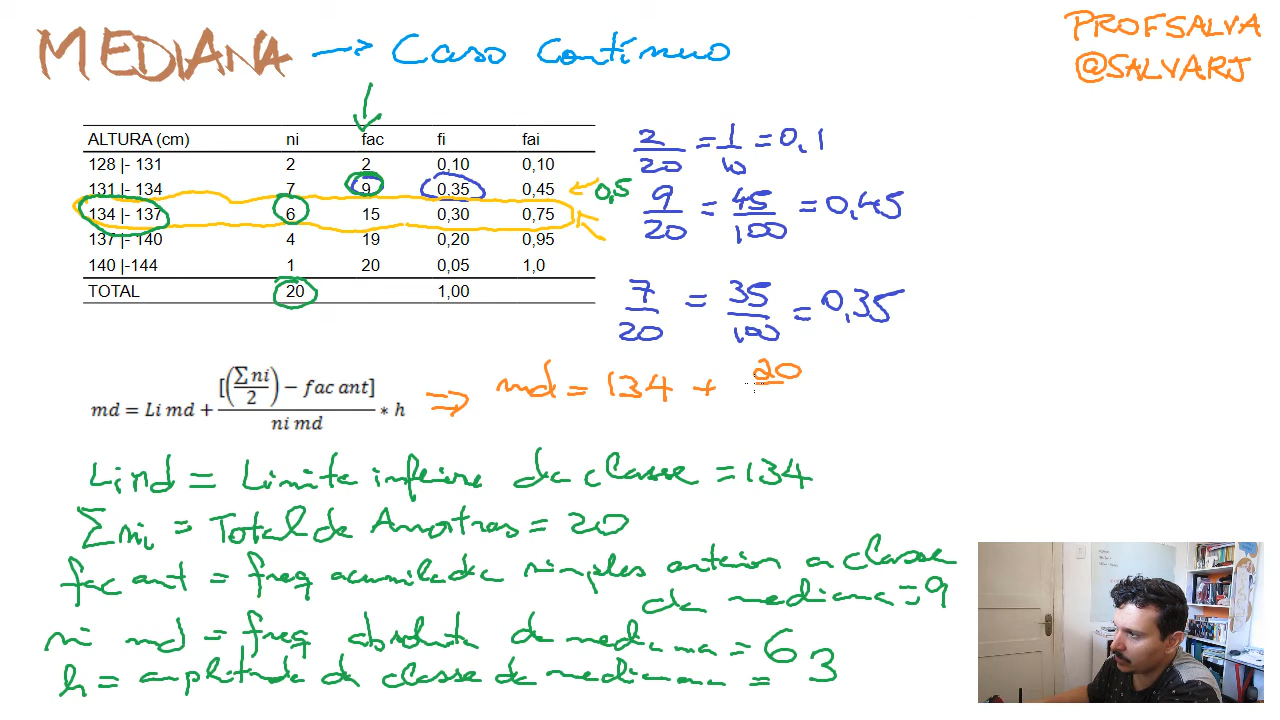 MEDIANA → Caso Contínuo
PROFSALVA
@SALVARJ
ALTURA (cm) ni fac fi fai
128 |- 131 2 2 0,10 0,10
131 |- 134 7 9 0,35 0,45
134 |- 137 6 15 0,30 0,75
137 |- 140 4 19 0,20 0,95
140 |-144 1 20 0,05 1,0
TOTAL 20 1,00
0,5
2/20 = 1/10 = 0,1
9/20 = 45/100 = 0,45
7/20 = 35/100 = 0,35
md = Li md + [(∑ni/2) − fac ant]/ni md * h ⇒ md = 134 + 20
Limd = Limite inferior da classe = 134
∑ni = Total de Amostras = 20
fac ant = freq acumulada simples anterior a classe
da mediana = 9
ni md = freq absoluta da mediana = 6
h = amplitude da classe da mediana = 3